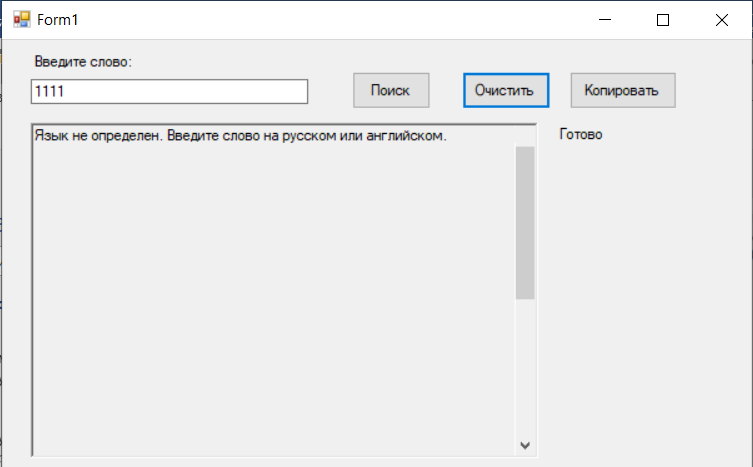 Form1
Введите слово:
1111
Поиск
Очистить
Копировать
Язык не определен. Введите слово на русском или английском.
Готово